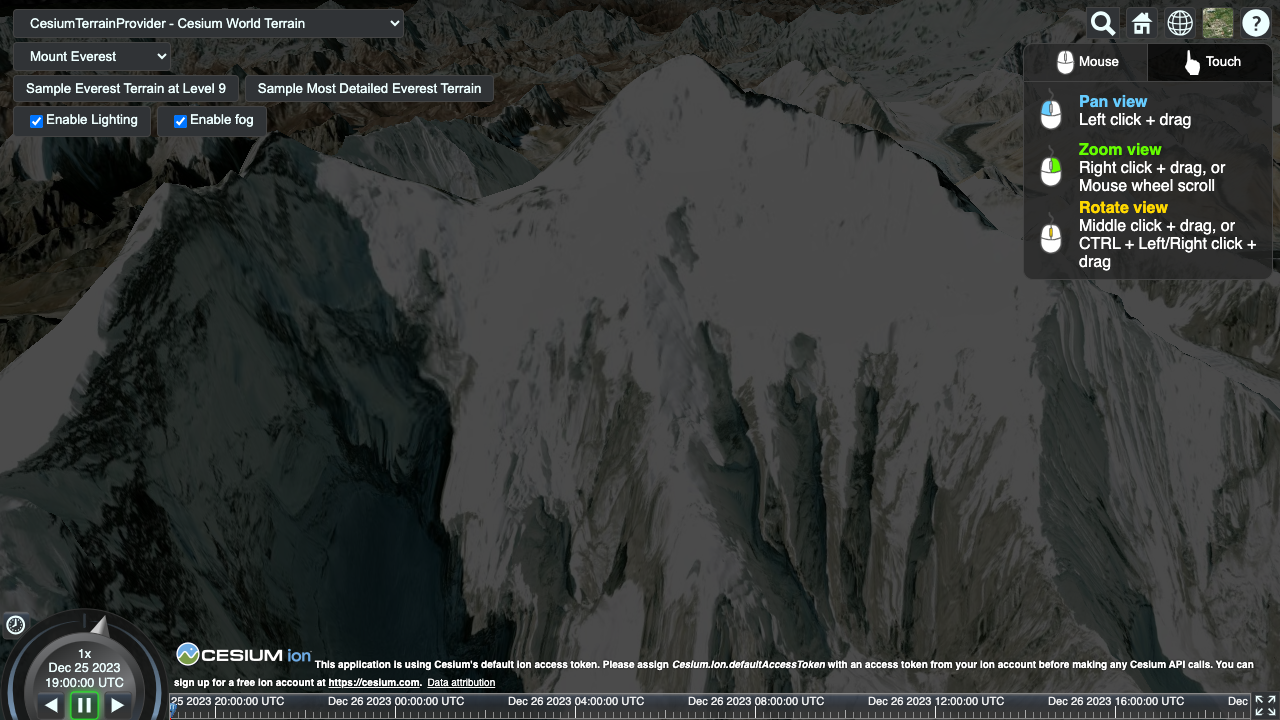 CesiumTerrainProvider - Cesium World Terrain
Mount Everest
Sample Everest Terrain at Level 9
Sample Most Detailed Everest Terrain
Enable Lighting
Enable fog
?
Mouse
Touch
Pan view
Left click + drag
Zoom view
Right click + drag, or
Mouse wheel scroll
Rotate view
Middle click + drag, or
CTRL + Left/Right click +
drag
1x
Dec 25 2023
19:00:00 UTC
CESIUM ion
This application is using Cesium's default ion access token. Please assign Cesium.Ion.defaultAccessToken with an access token from your ion account before making any Cesium API calls. You can
sign up for a free ion account at https://cesium.com. Data attribution
25 2023 20:00:00 UTC
Dec 26 2023 00:00:00 UTC
Dec 26 2023 04:00:00 UTC
Dec 26 2023 08:00:00 UTC
Dec 26 2023 12:00:00 UTC
Dec 26 2023 16:00:00 UTC
Dec